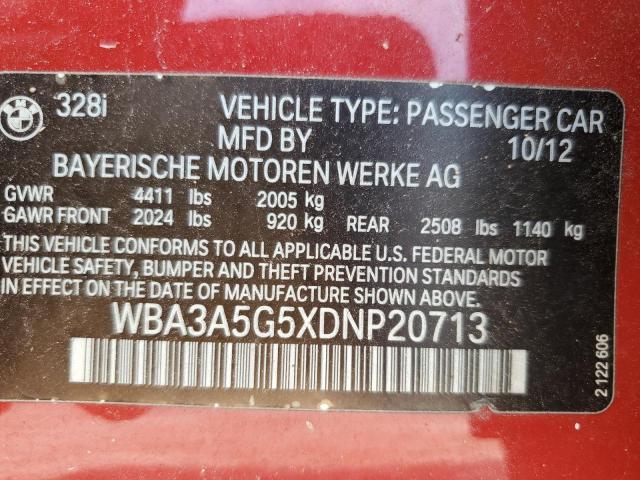 BMW 328i VEHICLE TYPE: PASSENGER CAR
MFD BY 10/12
BAYERISCHE MOTOREN WERKE AG
GVWR 4411 lbs 2005 kg
GAWR FRONT 2024 lbs 920 kg REAR 2508 lbs 1140 kg
THIS VEHICLE CONFORMS TO ALL APPLICABLE U.S. FEDERAL MOTOR
VEHICLE SAFETY, BUMPER AND THEFT PREVENTION STANDARDS
IN EFFECT ON THE DATE OF MANUFACTURE SHOWN ABOVE.
WBA3A5G5XDNP20713
2 122 606